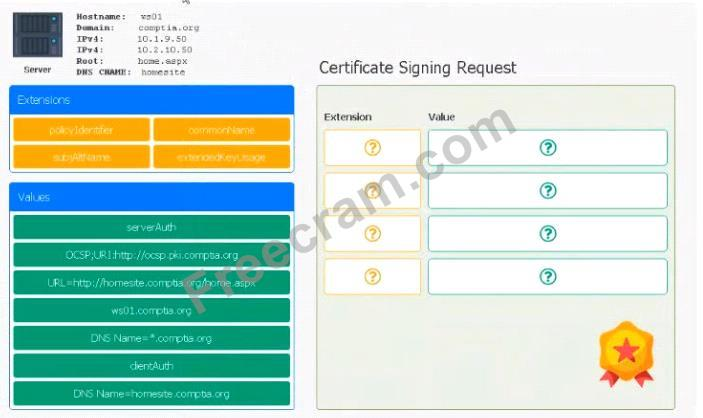 Hostname: ws01
Domain: comptia.org
IPv4: 10.1.9.50
IPv4: 10.2.10.50
Root: home.aspx
DNS CNAME: homesite
Server
Certificate Signing Request
Extensions
policyIdentifier
commonName
subjAltName
extendedKeyUsage
Values
serverAuth
OCSP;URI:http://ocsp.pki.comptia.org
URL=http://homesite.comptia.org/home.aspx
ws01.comptia.org
DNS Name=*.comptia.org
clientAuth
DNS Name=homesite.comptia.org
Extension Value
? ?
? ?
? ?
? ?
Freecram.com